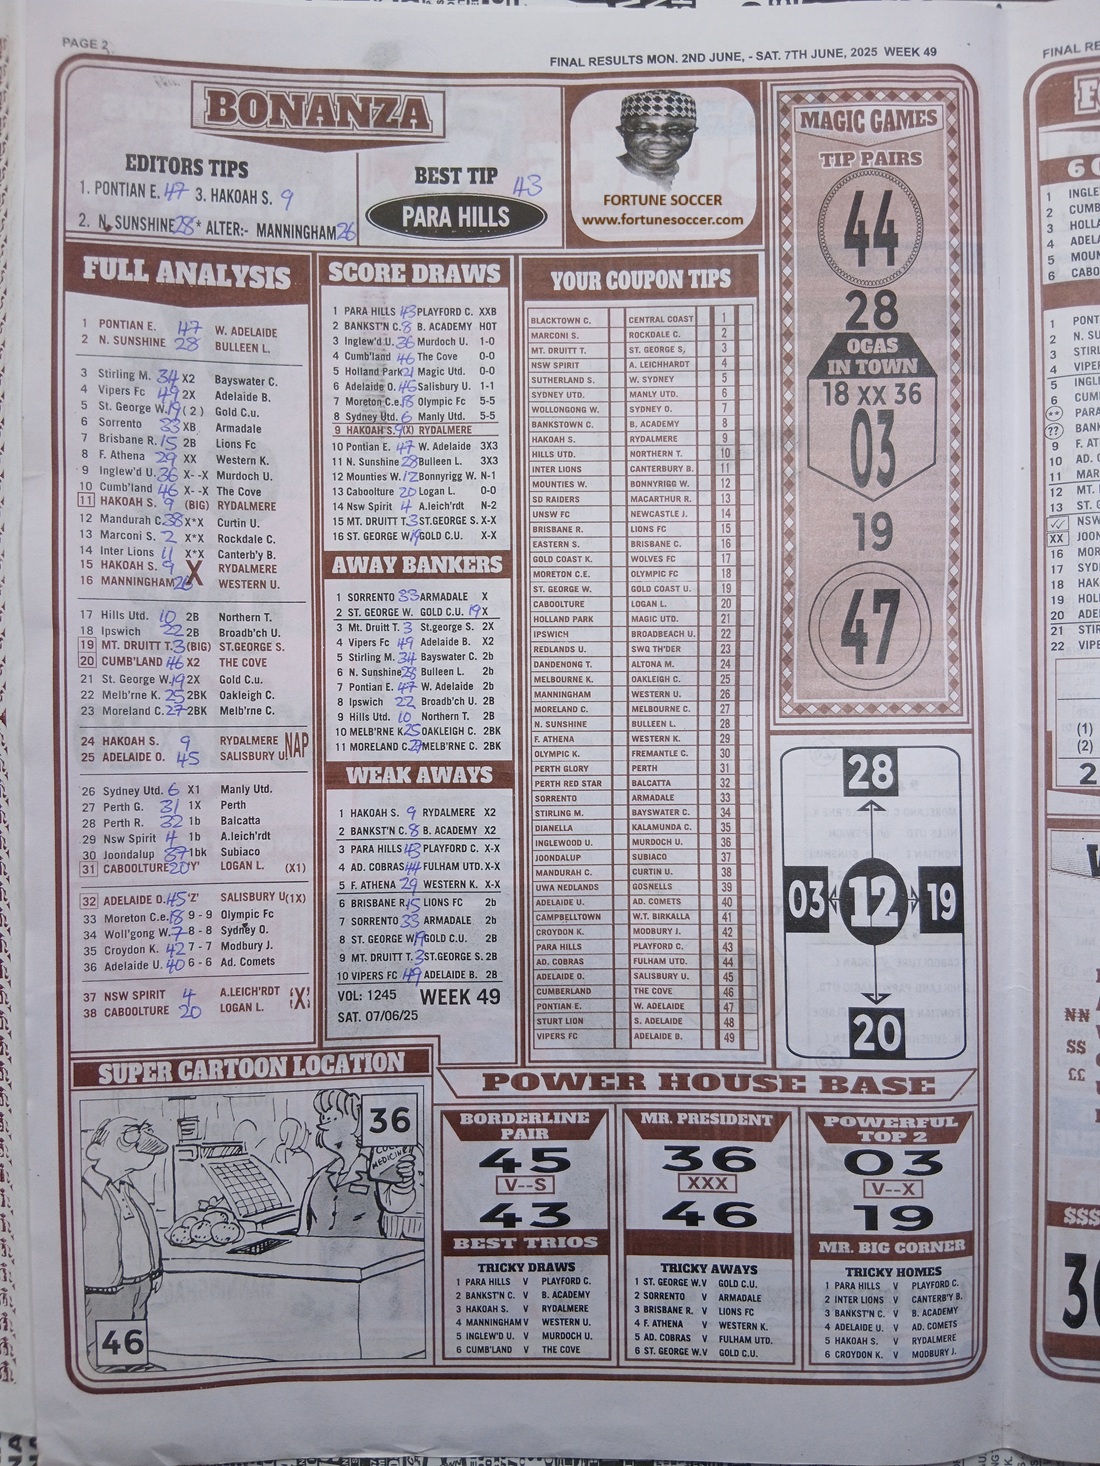 PAGE 2
FINAL RESULTS MON. 2ND JUNE, - SAT. 7TH JUNE, 2025 WEEK 49
BONANZA
EDITORS TIPS
1. PONTIAN E. 47 3. HAKOAH S. 9
2. N. SUNSHINE 28 * ALTER:- MANNINGHAM 26
BEST TIP 43
PARA HILLS
FORTUNE SOCCER
www.fortunesoccer.com
FULL ANALYSIS
1 PONTIAN E. 47 W. ADELAIDE
2 N. SUNSHINE 28 BULLEEN L.
3 Stirling M. 34 X2 Bayswater C.
4 Vipers Fc 49 2X Adelaide B.
5 St. George W. 19 (2) Gold C.u.
6 Sorrento 33 XB Armadale
7 Brisbane R. 15 2B Lions Fc
8 F. Athena 29 XX Western K.
9 Inglew'd U. 36 X--X Murdoch U.
10 Cumb'land 46 X--X The Cove
11 HAKOAH S. 9 (BIG) RYDALMERE
12 Mandurah C. 38 X*X Curtin U.
13 Marconi S. 2 X*X Rockdale C.
14 Inter Lions 11 X*X Canterb'y B.
15 HAKOAH S. 9 X RYDALMERE
16 MANNINGHAM 26 WESTERN U.
17 Hills Utd. 10 2B Northern T.
18 Ipswich 22 2B Broadb'ch U.
19 MT. DRUITT T. 3 (BIG) ST.GEORGE S.
20 CUMB'LAND 46 X2 THE COVE
21 St. George W. 19 2X Gold C.u.
22 Melb'rne K. 25 2BK Oakleigh C.
23 Moreland C. 27 2BK Melb'rne C.
24 HAKOAH S. 9 RYDALMERE NAP
25 ADELAIDE O. 45 SALISBURY U.
26 Sydney Utd. 6 X1 Manly Utd.
27 Perth G. 31 1X Perth
28 Perth R. 32 1b Balcatta
29 Nsw Spirit 4 1b A.leich'rdt
30 Joondalup 37 1bk Subiaco
31 CABOOLTURE 20 'Y' LOGAN L. (X1)
32 ADELAIDE O. 45 'Z' SALISBURY U (1X)
33 Moreton C.e. 18 9 - 9 Olympic Fc
34 Woll'gong W. 7 8 - 8 Sydney O.
35 Croydon K. 42 7 - 7 Modbury J.
36 Adelaide U. 40 6 - 6 Ad. Comets
37 NSW SPIRIT 4 A.LEICH'RDT 'X'
38 CABOOLTURE 20 LOGAN L.
SCORE DRAWS
1 PARA HILLS 43 PLAYFORD C. XXB
2 BANKST'N C. 8 B. ACADEMY HOT
3 Inglew'd U. 36 Murdoch U. 1-0
4 Cumb'land 46 The Cove 0-0
5 Holland Park 21 Magic Utd. 0-0
6 Adelaide O. 45 Salisbury U. 1-1
7 Moreton C.e. 18 Olympic Fc 5-5
8 Sydney Utd. 6 Manly Utd. 5-5
9 HAKOAH S. 9 (X) RYDALMERE
10 Pontian E. 47 W. Adelaide 3X3
11 N. Sunshine 28 Bulleen L. 3X3
12 Mounties W. 12 Bonnyrigg W. N-1
13 Caboolture 20 Logan L. 0-0
14 Nsw Spirit 4 A.leich'rdt N-2
15 MT. DRUITT T. 3 ST.GEORGE S. X-X
16 ST. GEORGE W. 19 GOLD C.U. X-X
AWAY BANKERS
1 SORRENTO 33 ARMADALE X
2 ST. GEORGE W. GOLD C.U. 19 X
3 Mt. Druitt T. 3 St.george S. 2X
4 Vipers Fc 49 Adelaide B. X2
5 Stirling M. 34 Bayswater C. 2b
6 N. Sunshine 28 Bulleen L. 2b
7 Pontian E. 47 W. Adelaide 2b
8 Ipswich 22 Broadb'ch U. 2B
9 Hills Utd. 10 Northern T. 2B
10 MELB'RNE K. 25 OAKLEIGH C. 2BK
11 MORELAND C. 27 MELB'RNE C. 2BK
WEAK AWAYS
1 HAKOAH S. 9 RYDALMERE X2
2 BANKST'N C. 8 B. ACADEMY X2
3 PARA HILLS 43 PLAYFORD C. X-X
4 AD. COBRAS 44 FULHAM UTD. X-X
5 F. ATHENA 29 WESTERN K. X-X
6 BRISBANE R. 15 LIONS FC 2b
7 SORRENTO 33 ARMADALE 2b
8 ST. GEORGE W. 19 GOLD C.U. 2B
9 MT. DRUITT T. 3 ST.GEORGE S. 2B
10 VIPERS FC 49 ADELAIDE B. 2B
VOL: 1245 WEEK 49
SAT. 07/06/25
YOUR COUPON TIPS
BLACKTOWN C. CENTRAL COAST 1
MARCONI S. ROCKDALE C. 2
MT. DRUITT T. ST. GEORGE S, 3
NSW SPIRIT A. LEICHHARDT 4
SUTHERLAND S. W. SYDNEY 5
SYDNEY UTD. MANLY UTD. 6
WOLLONGONG W. SYDNEY O. 7
BANKSTOWN C. B. ACADEMY 8
HAKOAH S. RYDALMERE 9
HILLS UTD. NORTHERN T. 10
INTER LIONS CANTERBURY B. 11
MOUNTIES W. BONNYRIGG W. 12
SD RAIDERS MACARTHUR R. 13
UNSW FC NEWCASTLE J. 14
BRISBANE R. LIONS FC 15
EASTERN S. BRISBANE C. 16
GOLD COAST K. WOLVES FC 17
MORETON C.E. OLYMPIC FC 18
ST. GEORGE W. GOLD COAST U. 19
CABOOLTURE LOGAN L. 20
HOLLAND PARK MAGIC UTD. 21
IPSWICH BROADBEACH U. 22
REDLANDS U. SWQ TH'DER 23
DANDENONG T. ALTONA M. 24
MELBOURNE K. OAKLEIGH C. 25
MANNINGHAM WESTERN U. 26
MORELAND C. MELBOURNE C. 27
N. SUNSHINE BULLEEN L. 28
F. ATHENA WESTERN K. 29
OLYMPIC K. FREMANTLE C. 30
PERTH GLORY PERTH 31
PERTH RED STAR BALCATTA 32
SORRENTO ARMADALE 33
STIRLING M. BAYSWATER C. 34
DIANELLA KALAMUNDA C. 35
INGLEWOOD U. MURDOCH U. 36
JOONDALUP SUBIACO 37
MANDURAH C. CURTIN U. 38
UWA NEDLANDS GOSNELLS 39
ADELAIDE U. AD. COMETS 40
CAMPBELLTOWN W.T. BIRKALLA 41
CROYDON K. MODBURY J. 42
PARA HILLS PLAYFORD C. 43
AD. COBRAS FULHAM UTD. 44
ADELAIDE O. SALISBURY U. 45
CUMBERLAND THE COVE 46
PONTIAN E. W. ADELAIDE 47
STURT LION S. ADELAIDE 48
VIPERS FC ADELAIDE B. 49
MAGIC GAMES
TIP PAIRS
44
28
OGAS
IN TOWN
18 XX 36
03
19
47
28
03 12 19
20
SUPER CARTOON LOCATION
36
MEDICINE
46
POWER HOUSE BASE
BORDERLINE
PAIR
45
V--S
43
BEST TRIOS
TRICKY DRAWS
1 PARA HILLS V PLAYFORD C.
2 BANKST'N C. V B. ACADEMY
3 HAKOAH S. V RYDALMERE
4 MANNINGHAM V WESTERN U.
5 INGLEW'D U. V MURDOCH U.
6 CUMB'LAND V THE COVE
MR. PRESIDENT
36
XXX
46
TRICKY AWAYS
1 ST. GEORGE W. V GOLD C.U.
2 SORRENTO V ARMADALE
3 BRISBANE R. V LIONS FC
4 F. ATHENA V WESTERN K.
5 AD. COBRAS V FULHAM UTD.
6 ST. GEORGE W. V GOLD C.U.
POWERFUL
TOP 2
03
V--X
19
MR. BIG CORNER
TRICKY HOMES
1 PARA HILLS V PLAYFORD C.
2 INTER LIONS V CANTERB'Y B.
3 BANKST'N C. V B. ACADEMY
4 ADELAIDE U. V AD. COMETS
5 HAKOAH S. V RYDALMERE
6 CROYDON K. V MODBURY J.